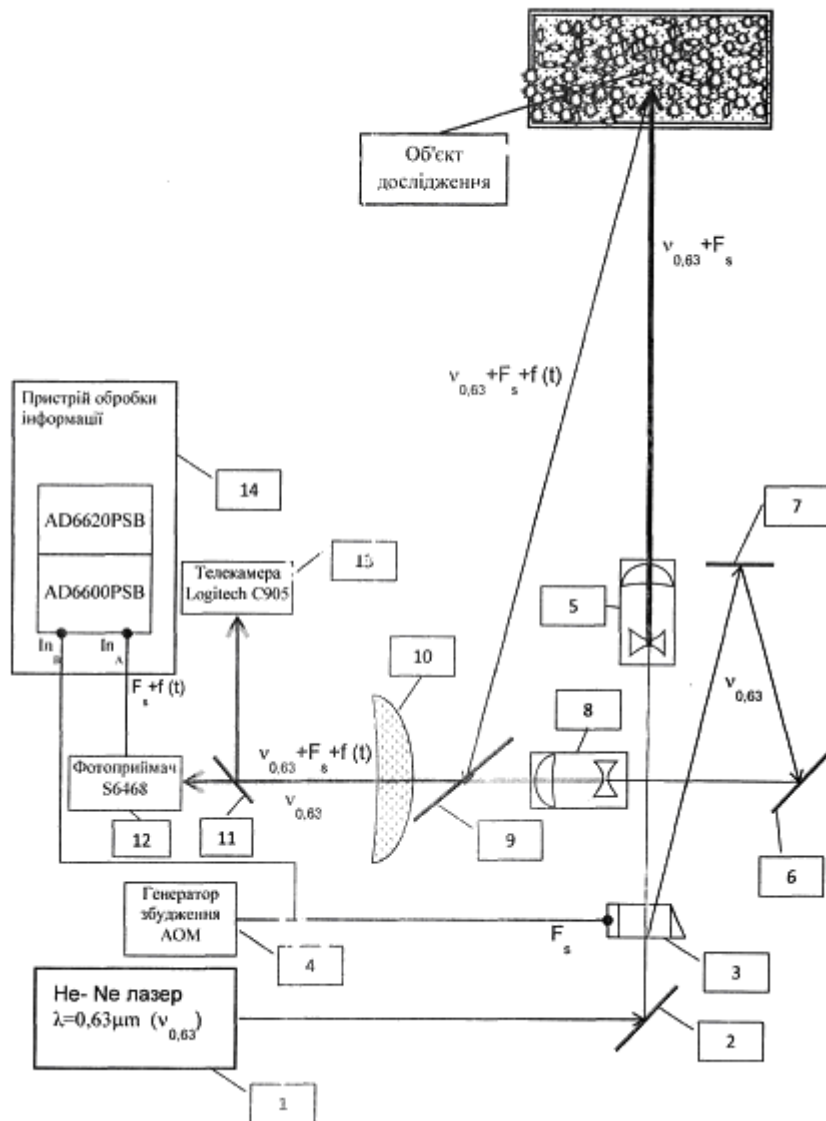 Об'єкт
дослідження
ν0,63+Fs
ν0,63+Fs+f (t)
Пристрій обробки
інформації
14
AD6620PSB
AD6600PSB
InB
InA
Fs+f (t)
13
Телекамера
Logitech C905
7
5
ν0,63
10
8
ν0,63+Fs+f (t)
ν0,63
Фотоприймач
S6468
12
11
9
6
Генератор
збудження
АОМ
4
Fs
3
He- Ne лазер
λ=0,63μm (ν0,63)
2
1